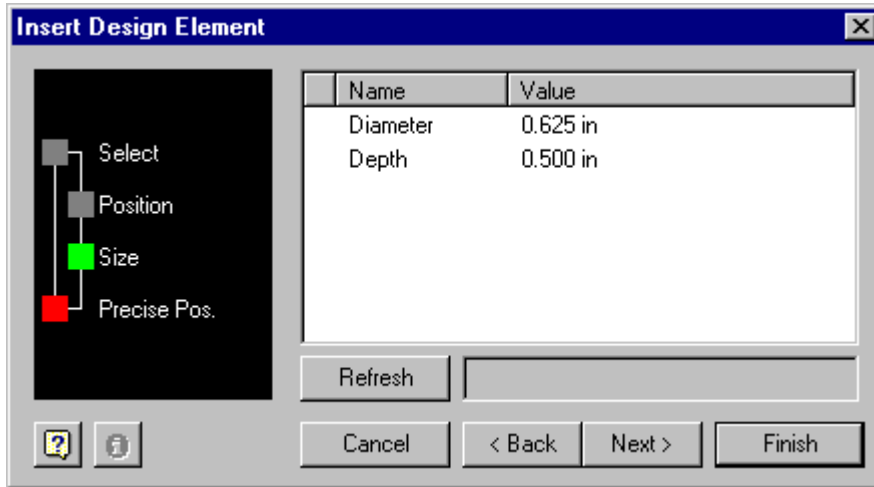 Insert Design Element
Select
Position
Size
Precise Pos.
Name Value
Diameter 0.625 in
Depth 0.500 in
Refresh
Cancel < Back Next > Finish